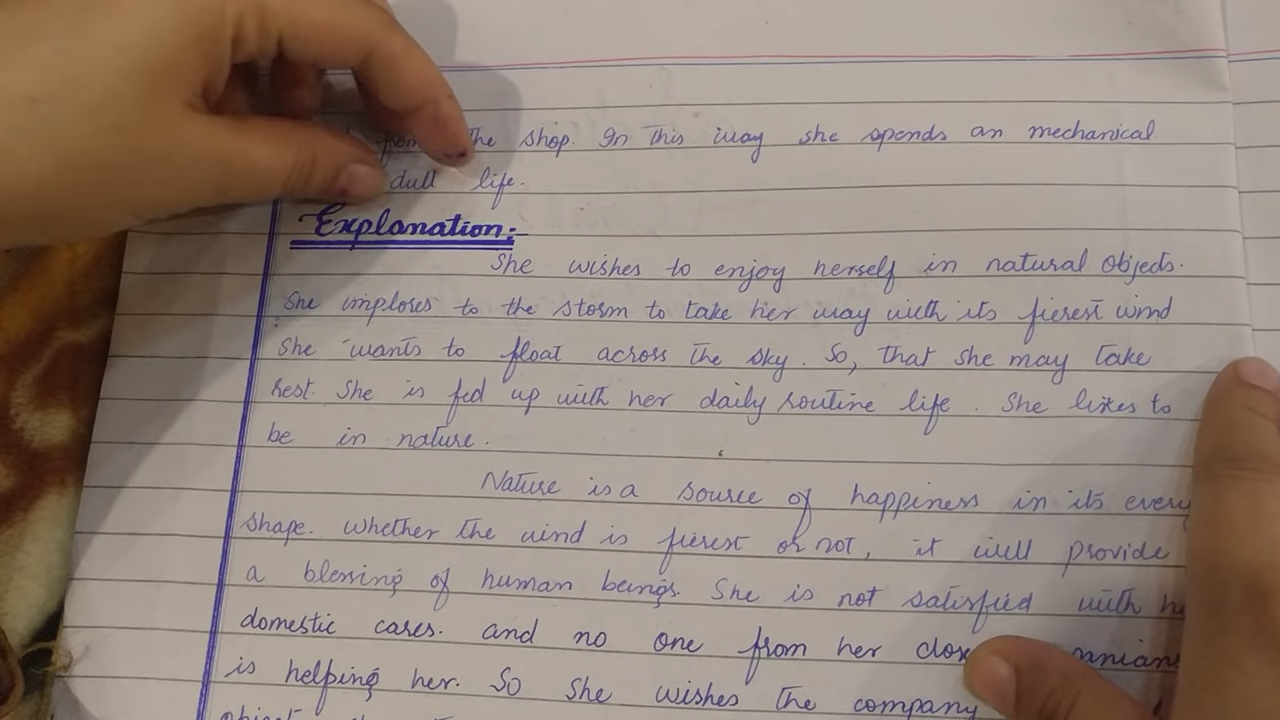 from the shop. In this way she spends an mechanical
dull life.
Explanation:-
She wishes to enjoy herself in natural objects.
She implores to the storm to take her way with its fierest wind
She wants to float across the sky. So, that she may take
rest. She is fed up with her daily routine life. She likes to
be in nature.
Nature is a source of happiness in its every
shape. whether the wind is fierest or not, it will provide
a blessing of human beings. She is not satisfied with
domestic cares. and no one from her
is helping her. So She wishes the company